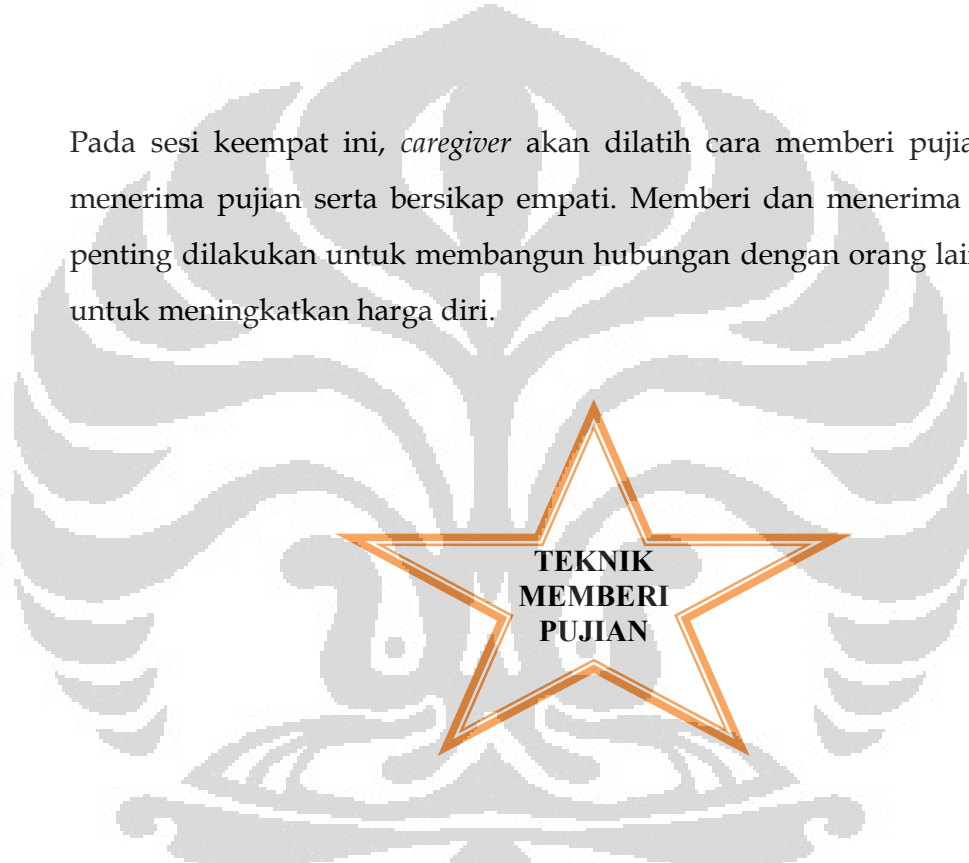 Pada sesi keempat ini, caregiver akan dilatih cara memberi pujia
menerima pujian serta bersikap empati. Memberi dan menerima
penting dilakukan untuk membangun hubungan dengan orang lain
untuk meningkatkan harga diri.
TEKNIK
MEMBERI
PUJIAN